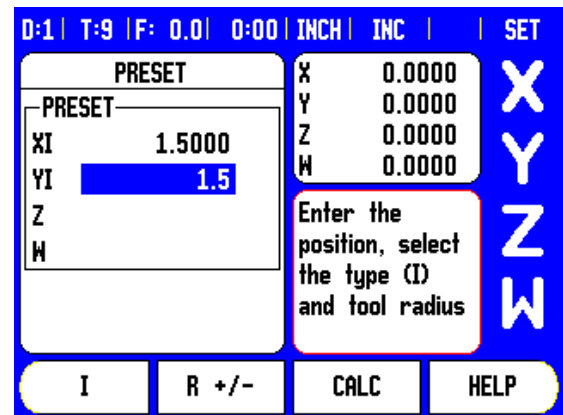 D:1 | T:9 | F: 0.0 | 0:00 | INCH | INC | | SET
PRESET
PRESET
XI 1.5000
YI 1.5
Z
W
X 0.0000
Y 0.0000
Z 0.0000
W 0.0000
Enter the
position, select
the type (I)
and tool radius
X
Y
Z
W
I R +/- CALC HELP